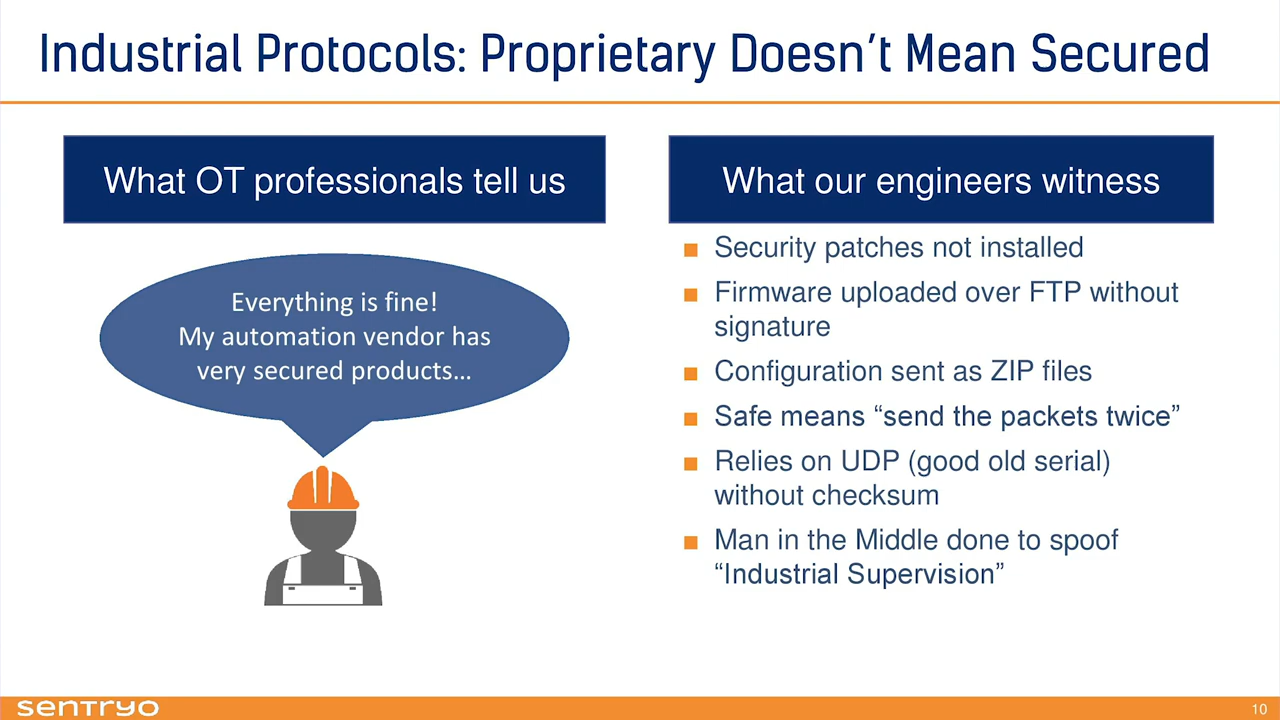 Industrial Protocols: Proprietary Doesn't Mean Secured
What OT professionals tell us
Everything is fine!
My automation vendor has
very secured products…
What our engineers witness
■ Security patches not installed
■ Firmware uploaded over FTP without
signature
■ Configuration sent as ZIP files
■ Safe means “send the packets twice”
■ Relies on UDP (good old serial)
without checksum
■ Man in the Middle done to spoof
“Industrial Supervision”
sentryo
10